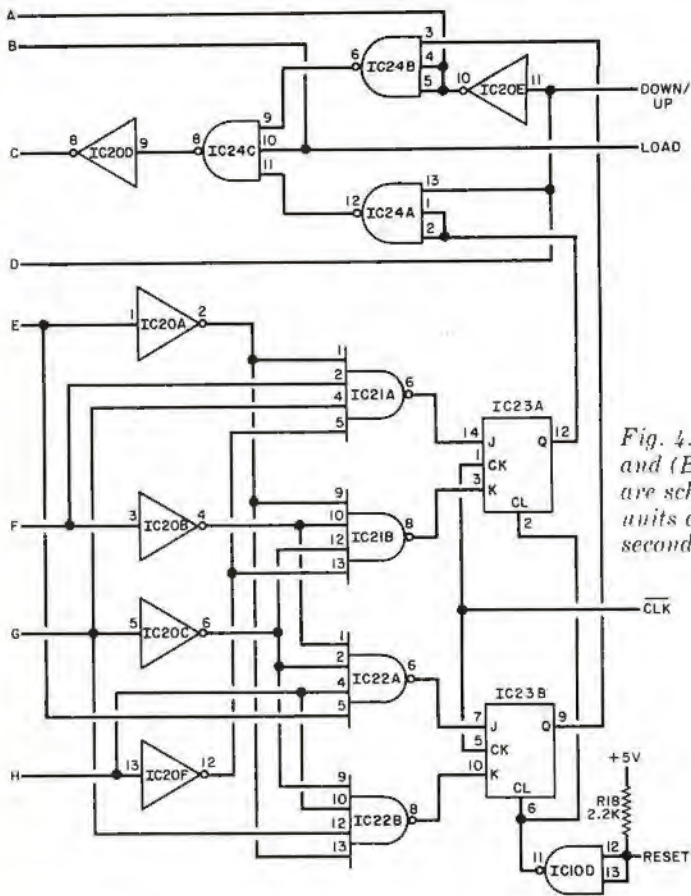 A
B
C
D
E
F
G
H
IC24B
6
3
4
5
IC20E
10
11
DOWN/
UP
IC20D
8
9
IC24C
8
9
10
11
LOAD
IC24A
12
13
1
2
IC20A
1
2
IC21A
1
2
4
5
6
IC23A
14
J
Q
12
1
CK
3
K
CL
2
Fig. 4.
and (B
are sch
units a
second
IC20B
3
4
IC21B
9
10
12
13
8
CLK
IC20C
5
6
IC22A
1
2
4
5
6
IC23B
7
J
Q
9
5
CK
10
K
CL
6
IC20F
13
12
IC22B
9
10
12
13
8
+5V
R18
2.2K
RESET
IC10D
11
12
13